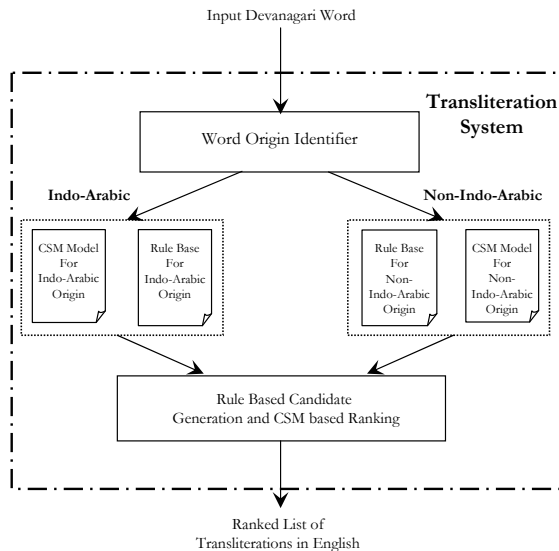 Input Devanagari Word
Transliteration
System
Word Origin Identifier
Indo-Arabic
Non-Indo-Arabic
CSM Model
For
Indo-Arabic
Origin
Rule Base
For
Indo-Arabic
Origin
Rule Base
For
Non-
Indo-Arabic
Origin
CSM Model
For
Non-
Indo-Arabic
Origin
Rule Based Candidate
Generation and CSM based Ranking
Ranked List of
Transliterations in English